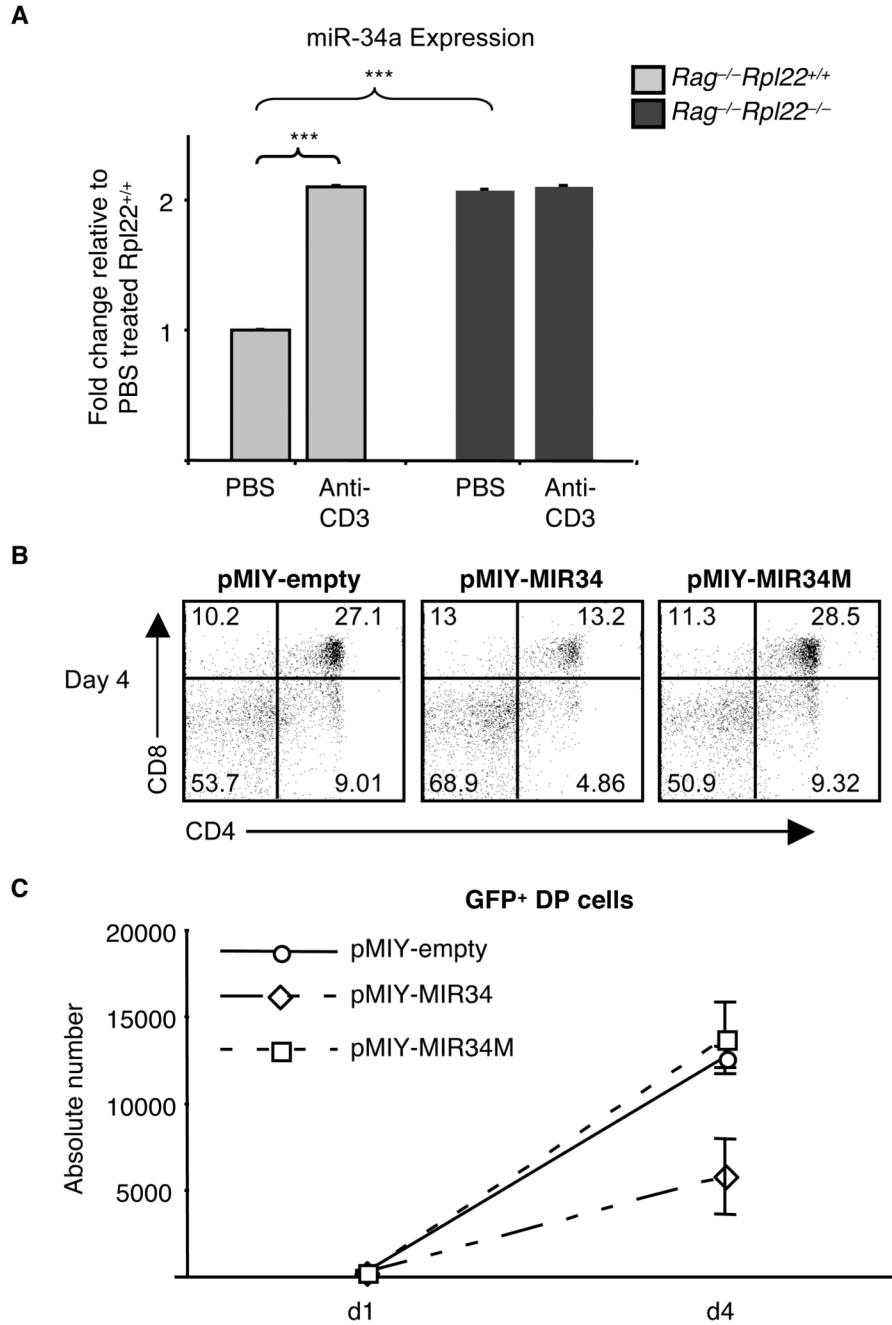 A
miR-34a Expression
Rag–/–Rpl22+/+
Rag–/–Rpl22–/–
***
***
Fold change relative to
PBS treated Rpl22+/+
2
1
PBS
Anti-
CD3
PBS
Anti-
CD3
B
pMIY-empty
pMIY-MIR34
pMIY-MIR34M
Day 4
CD8
10.2
27.1
53.7
9.01
13
13.2
68.9
4.86
11.3
28.5
50.9
9.32
CD4
C
GFP+ DP cells
pMIY-empty
pMIY-MIR34
pMIY-MIR34M
Absolute number
20000
15000
10000
5000
d1
d4